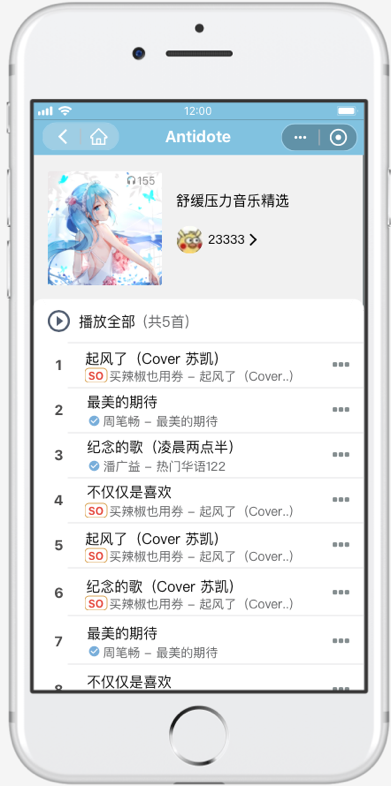 12:00
Antidote
155
舒缓压力音乐精选
23333
播放全部（共5首）
1 起风了（Cover 苏凯）
SO 买辣椒也用券 – 起风了（Cover..）
2 最美的期待
周笔畅 – 最美的期待
3 纪念的歌（凌晨两点半）
潘广益 – 热门华语122
4 不仅仅是喜欢
SO 买辣椒也用券 – 起风了（Cover..）
5 起风了（Cover 苏凯）
SO 买辣椒也用券 – 起风了（Cover..）
6 纪念的歌（Cover 苏凯）
SO 买辣椒也用券 – 起风了（Cover..）
7 最美的期待
周笔畅 – 最美的期待
8 不仅仅是喜欢